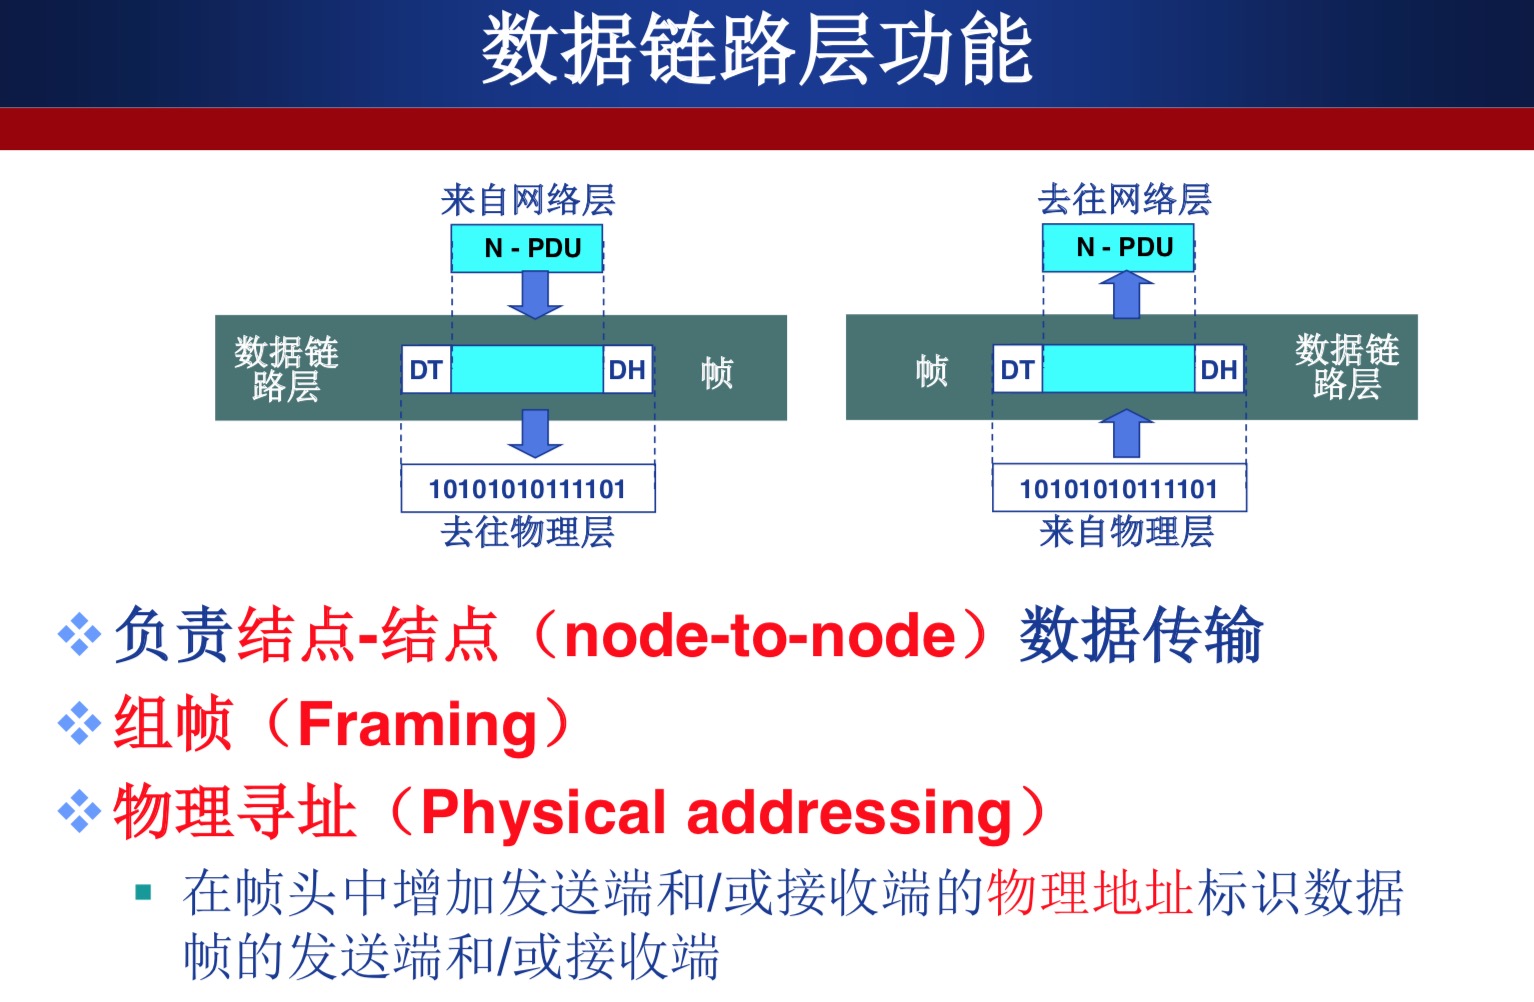 数据链路层功能
来自网络层
N - PDU
数据链
路层
DT
DH
帧
10101010111101
去往物理层
去往网络层
N - PDU
帧
DT
DH
数据链
路层
10101010111101
来自物理层
负责结点-结点（node-to-node）数据传输
组帧（Framing）
物理寻址（Physical addressing）
在帧头中增加发送端和/或接收端的物理地址标识数据
帧的发送端和/或接收端